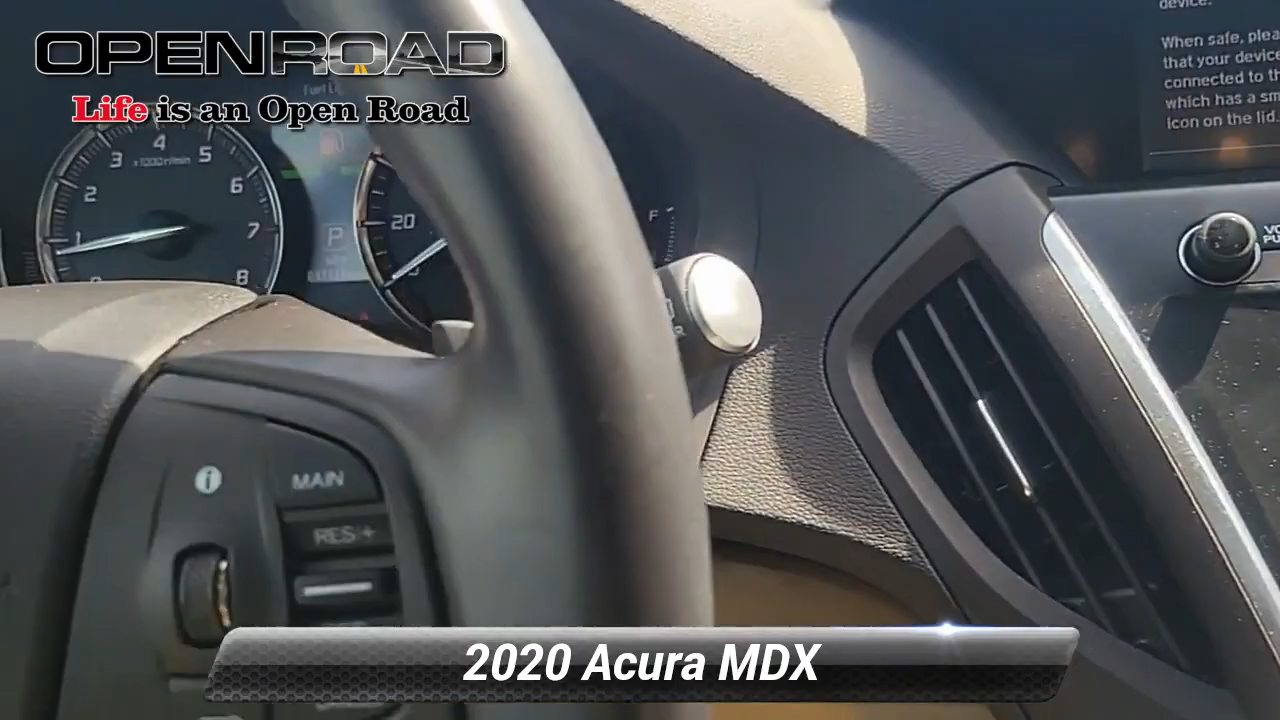 OPENROAD
Life is an Open Road
device.
When safe, plea
that your device
connected to th
which has a sm
icon on the lid.
3 4 5
x1000r/min
2 6
1 7
8
P
20
F
MAIN
RES/+
2020 Acura MDX